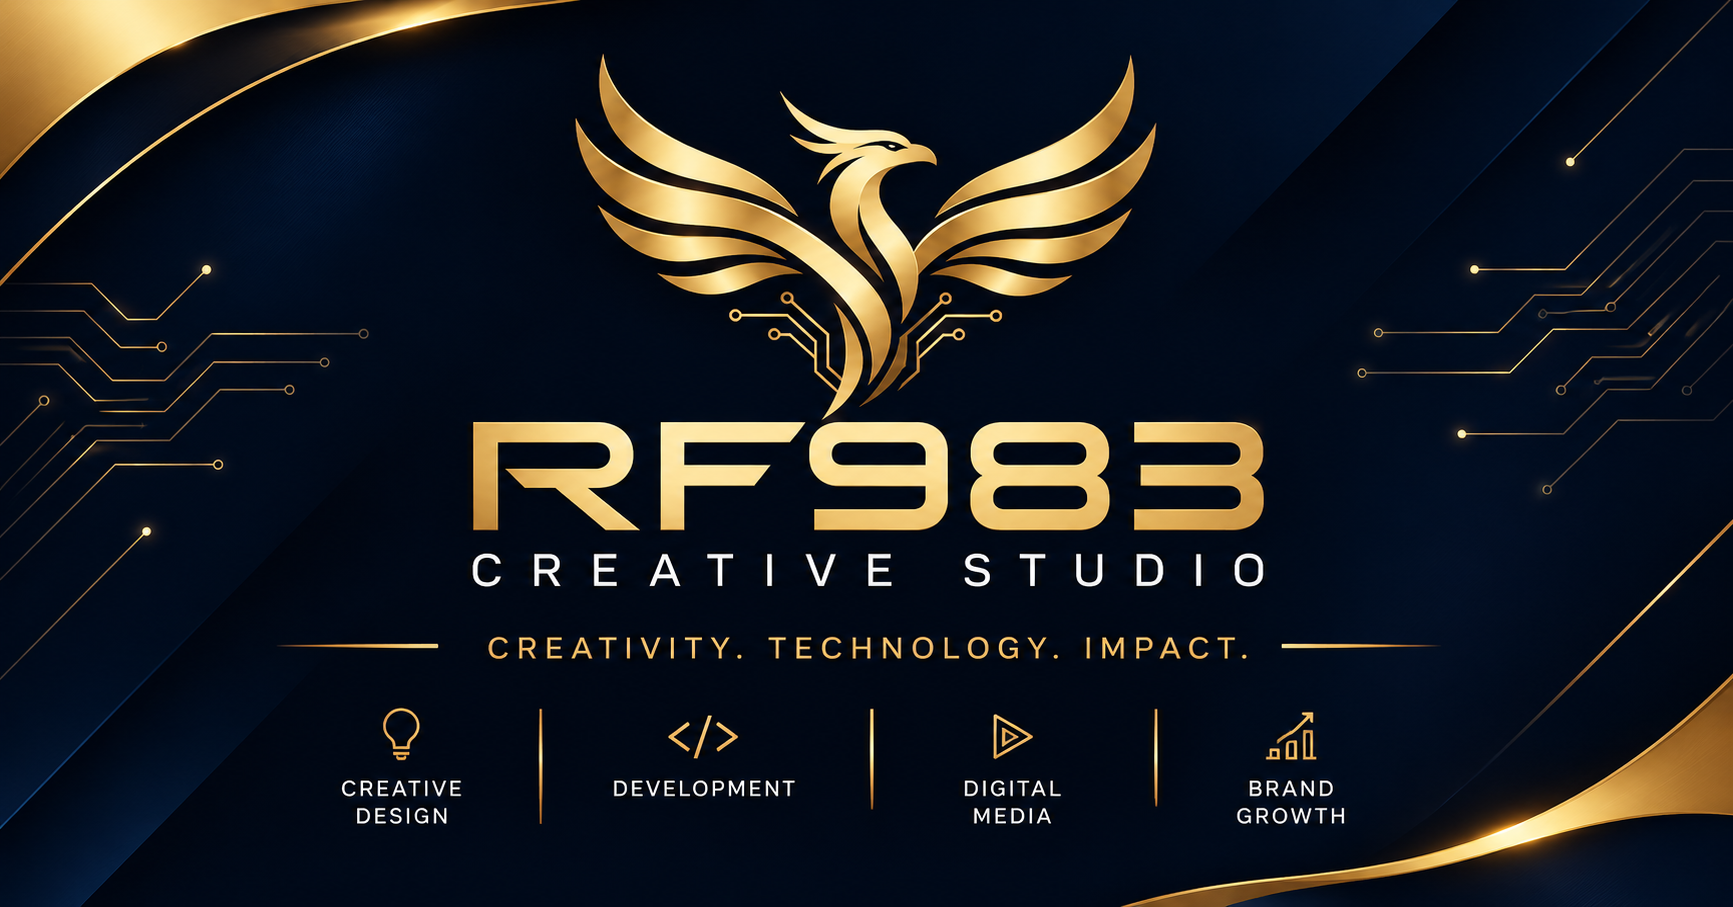 RF983
CREATIVE STUDIO
CREATIVITY. TECHNOLOGY. IMPACT.
CREATIVE
DESIGN
DEVELOPMENT
DIGITAL
MEDIA
BRAND
GROWTH